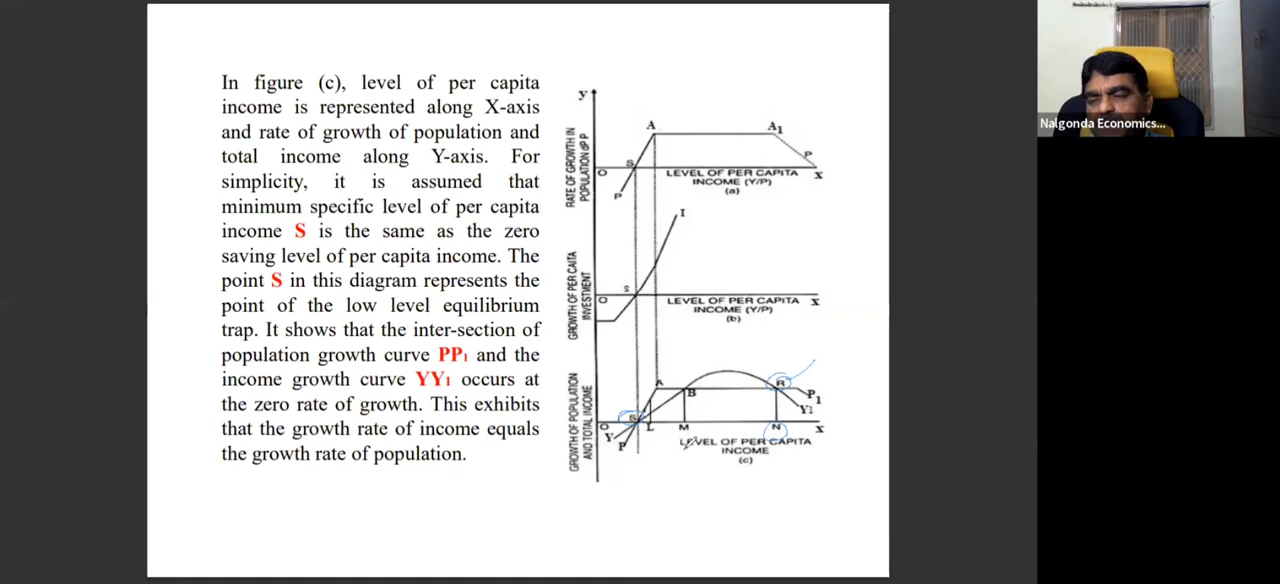 In figure (c), level of per capita
income is represented along X-axis
and rate of growth of population and
total income along Y-axis. For
simplicity, it is assumed that
minimum specific level of per capita
income S is the same as the zero
saving level of per capita income. The
point S in this diagram represents the
point of the low level equilibrium
trap. It shows that the inter-section of
population growth curve PP1 and the
income growth curve YY1 occurs at
the zero rate of growth. This exhibits
that the growth rate of income equals
the growth rate of population.
y
RATE OF GROWTH IN
POPULATION dP P
A
A1
S
P
P
O
X
LEVEL OF PER CAPITA
INCOME (Y/P)
(a)
GROWTH OF PER CAITA
INVESTMENT
I
s
O
X
LEVEL OF PER CAPITA
INCOME (Y/P)
(b)
GROWTH OF POPULATION
AND TOTAL INCOME
A
B
R
P1
Y1
S
O
Y
P
L
M
N
X
LEVEL OF PER CAPITA
INCOME
(c)
Nalgonda Economics...